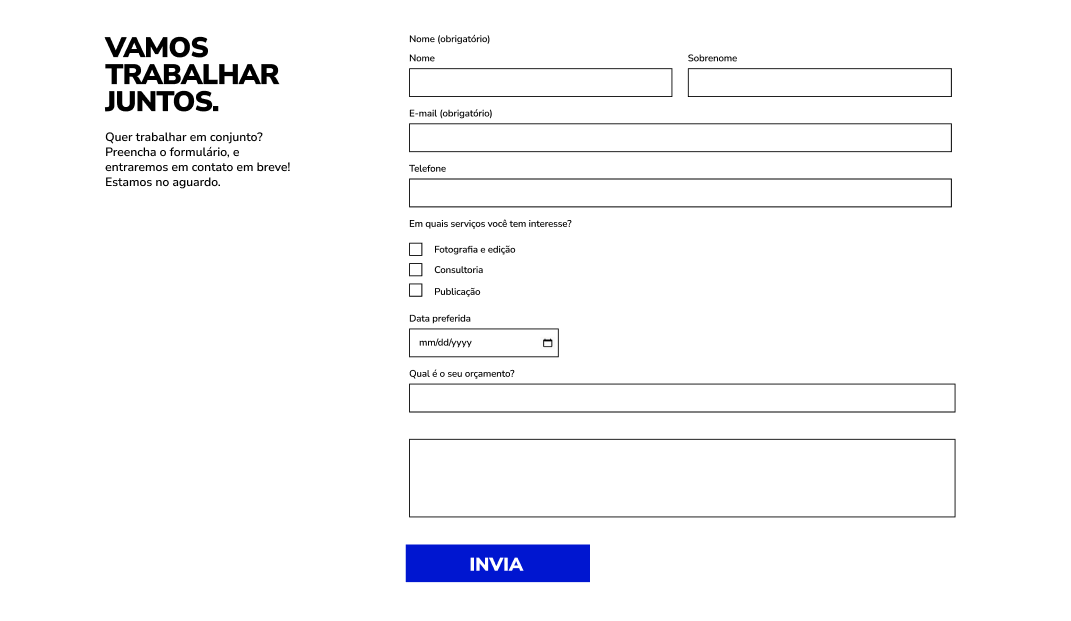 VAMOS
TRABALHAR
JUNTOS.
Quer trabalhar em conjunto?
Preencha o formulário, e
entraremos em contato em breve!
Estamos no aguardo.
Nome (obrigatório)
Nome
Sobrenome
E-mail (obrigatório)
Telefone
Em quais serviços você tem interesse?
Fotografia e edição
Consultoria
Publicação
Data preferida
mm/dd/yyyy
Qual é o seu orçamento?
INVIA